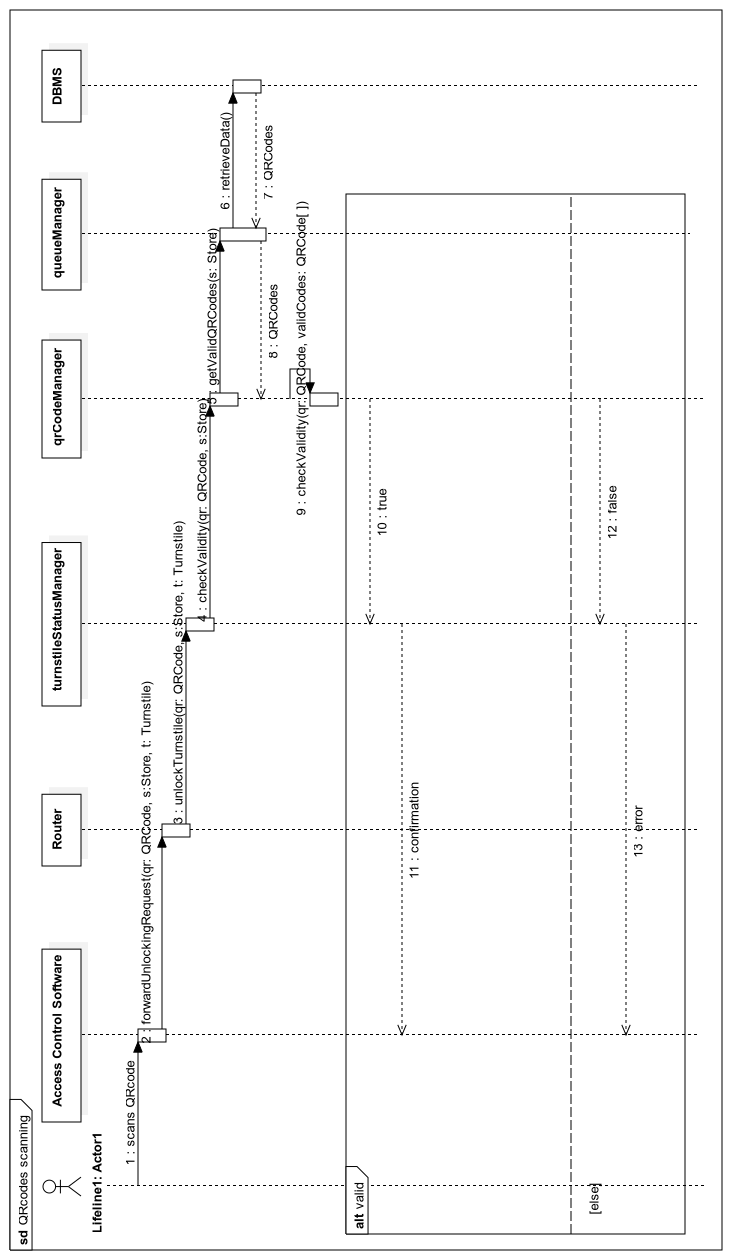 sd QRcodes scanning
Lifeline1: Actor1
Access Control Software
Router
turnstileStatusManager
qrCodeManager
queueManager
DBMS
1 : scans QRcode
2 : forwardUnlockingRequest(qr: QRCode, s:Store, t: Turnstile)
3 : unlockTurnstile(qr: QRCode, s:Store, t: Turnstile)
4 : checkValidity(qr: QRCode, s:Store)
5 : getValidQRCodes(s: Store)
6 : retrieveData()
7 : QRCodes
8 : QRCodes
9 : checkValidity(qr: QRCode, validCodes: QRCode[ ])
alt valid
10 : true
11 : confirmation
[else]
12 : false
13 : error